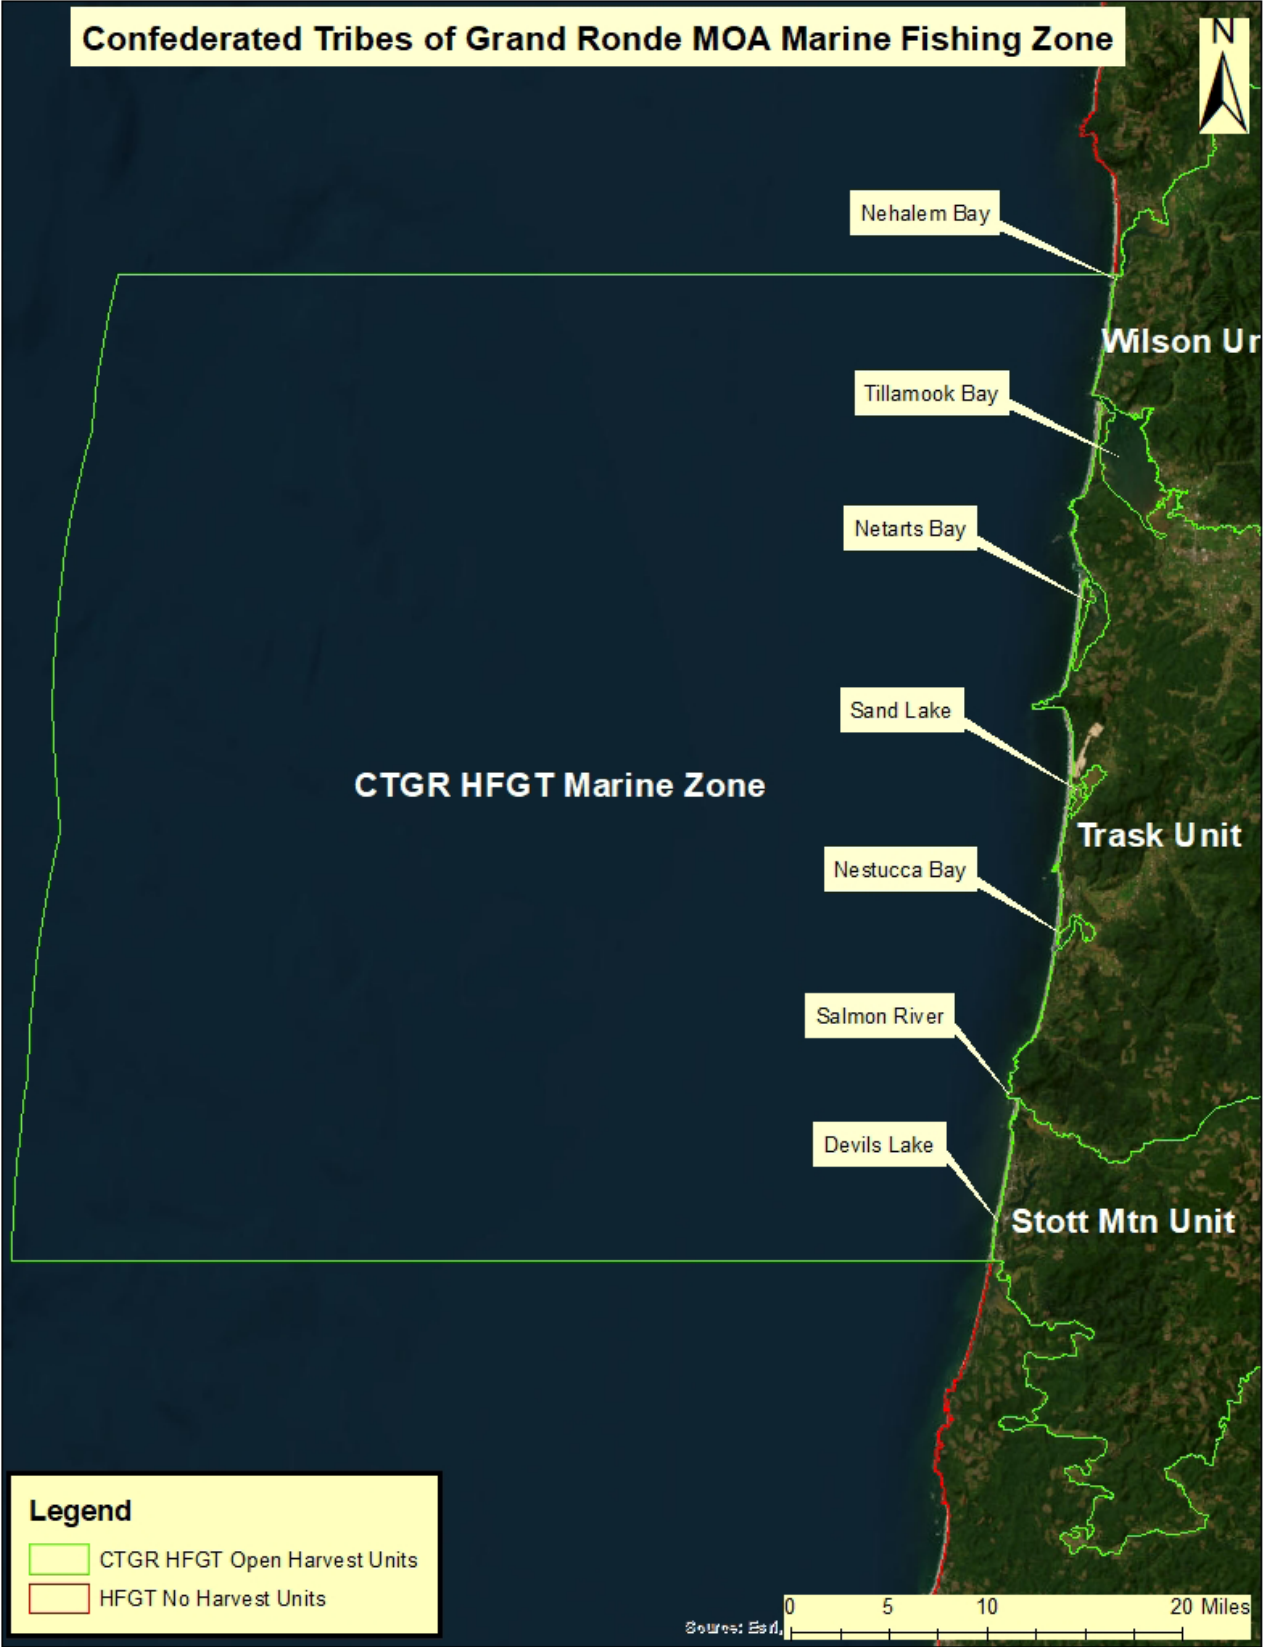 Confederated Tribes of Grand Ronde MOA Marine Fishing Zone
N
Nehalem Bay
Wilson Un
Tillamook Bay
Netarts Bay
Sand Lake
CTGR HFGT Marine Zone
Trask Unit
Nestucca Bay
Salmon River
Devils Lake
Stott Mtn Unit
Legend
CTGR HFGT Open Harvest Units
HFGT No Harvest Units
Source: Esri,
0 5 10 20 Miles